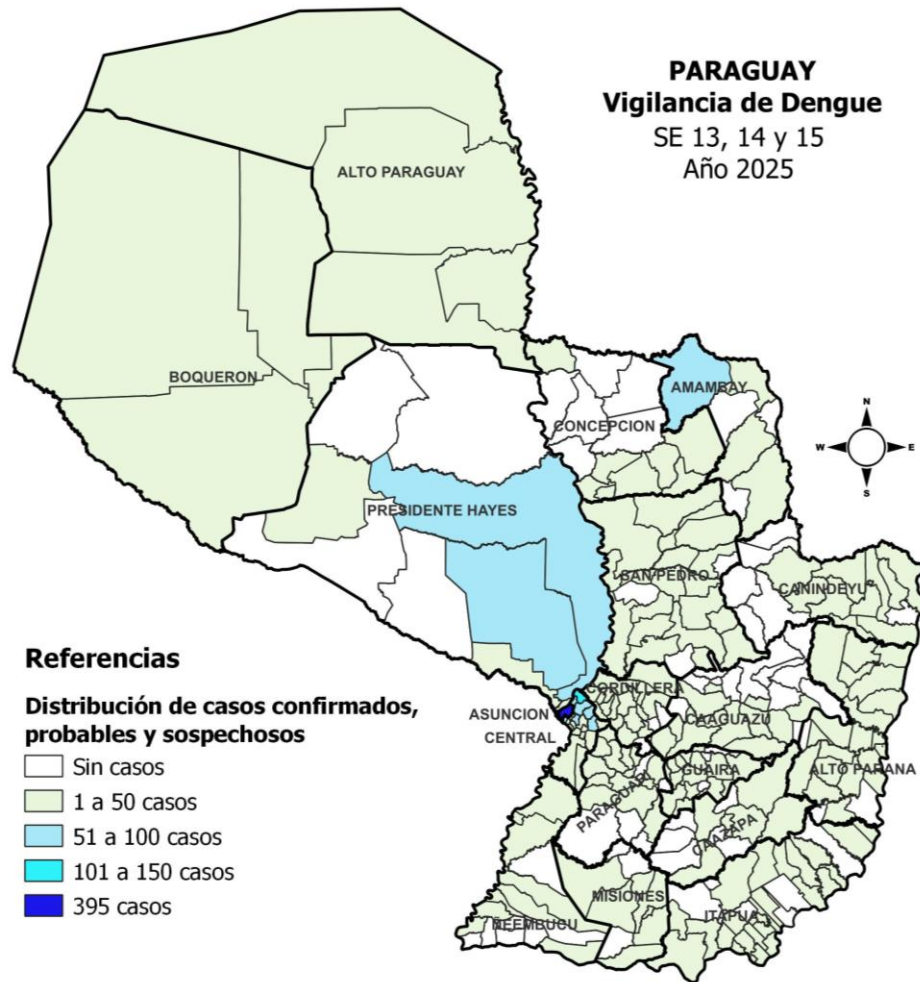 PARAGUAY
Vigilancia de Dengue
SE 13, 14 y 15
Año 2025
ALTO PARAGUAY
BOQUERON
AMAMBAY
CONCEPCION
N
W
E
S
PRESIDENTE HAYES
SAN PEDRO
CANINDEYU
CORDILLERA
ASUNCION
CENTRAL
CAAGUAZU
GUAIRA
ALTO PARANA
PARAGUARI
CAAZAPA
MISIONES
ITAPUA
ÑEEMBUCU
Referencias
Distribución de casos confirmados,
probables y sospechosos
Sin casos
1 a 50 casos
51 a 100 casos
101 a 150 casos
395 casos